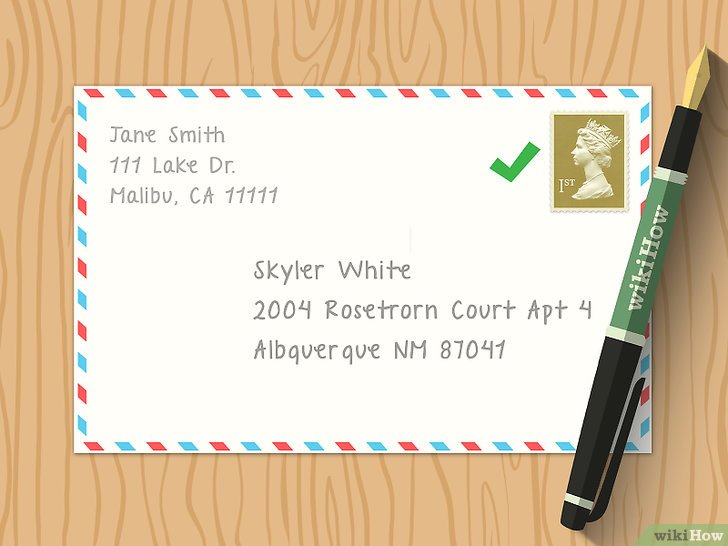 Jane Smith
111 Lake Dr.
Malibu, CA 11111
1ST
Skyler White
2004 Rosetrorn Court Apt 4
Albquerque NM 87041
wikiHow
wikiHow